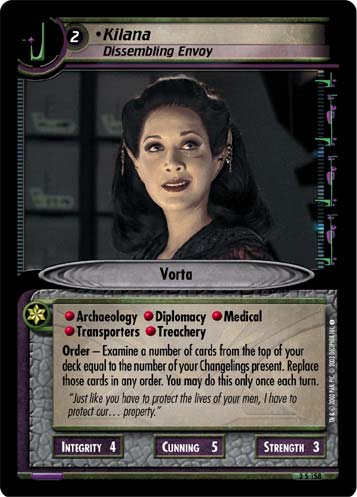 2
•Kilana
Dissembling Envoy
Vorta
• Archaeology • Diplomacy • Medical
• Transporters • Treachery
Order – Examine a number of cards from the top of your
deck equal to the number of your Changelings present. Replace
those cards in any order. You may do this only once each turn.
"Just like you have to protect the lives of your men, I have to
protect our... property."
INTEGRITY 4 CUNNING 5 STRENGTH 3
3 S 158